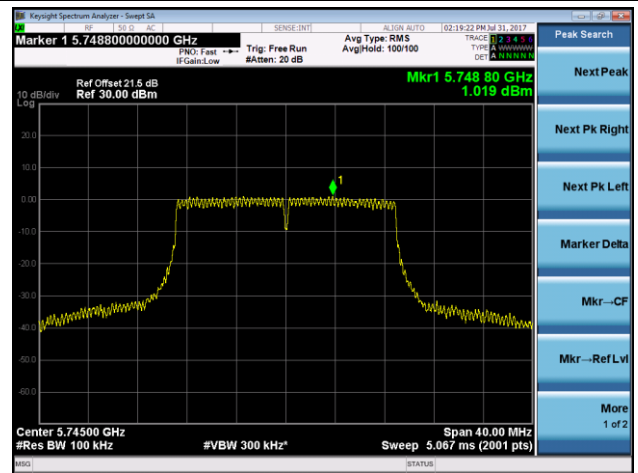 Keysight Spectrum Analyzer - Swept SA
RF 50 Ω AC SENSE:INT ALIGN AUTO 02:19:22 PM Jul 31, 2017
Marker 1 5.748800000000 GHz
PNO: Fast
IFGain:Low
Trig: Free Run
#Atten: 20 dB
Avg Type: RMS
Avg|Hold: 100/100
TRACE 1 2 3 4 5 6
TYPE A WWWWW
DET A N N N N N
Ref Offset 21.5 dB
Ref 30.00 dBm
Mkr1 5.748 80 GHz
1.019 dBm
10 dB/div
Log
20.0
10.0
0.00
-10.0
-20.0
-30.0
-40.0
-50.0
-60.0
1
Center 5.74500 GHz
Span 40.00 MHz
#Res BW 100 kHz
#VBW 300 kHz*
Sweep 5.067 ms (2001 pts)
MSG
STATUS
Peak Search
Next Peak
Next Pk Right
Next Pk Left
Marker Delta
Mkr→CF
Mkr→Ref Lvl
More
1 of 2